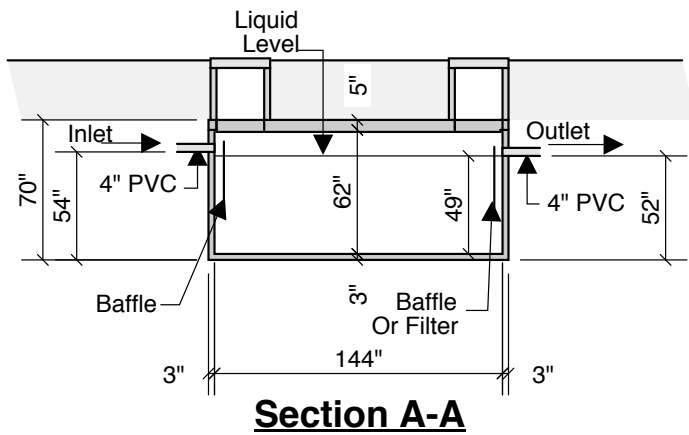 Liquid
Level
5"
Inlet
Outlet
4" PVC
4" PVC
70"
54"
62"
49"
52"
Baffle
3"
Baffle
Or Filter
3"
144"
3"
Section A-A